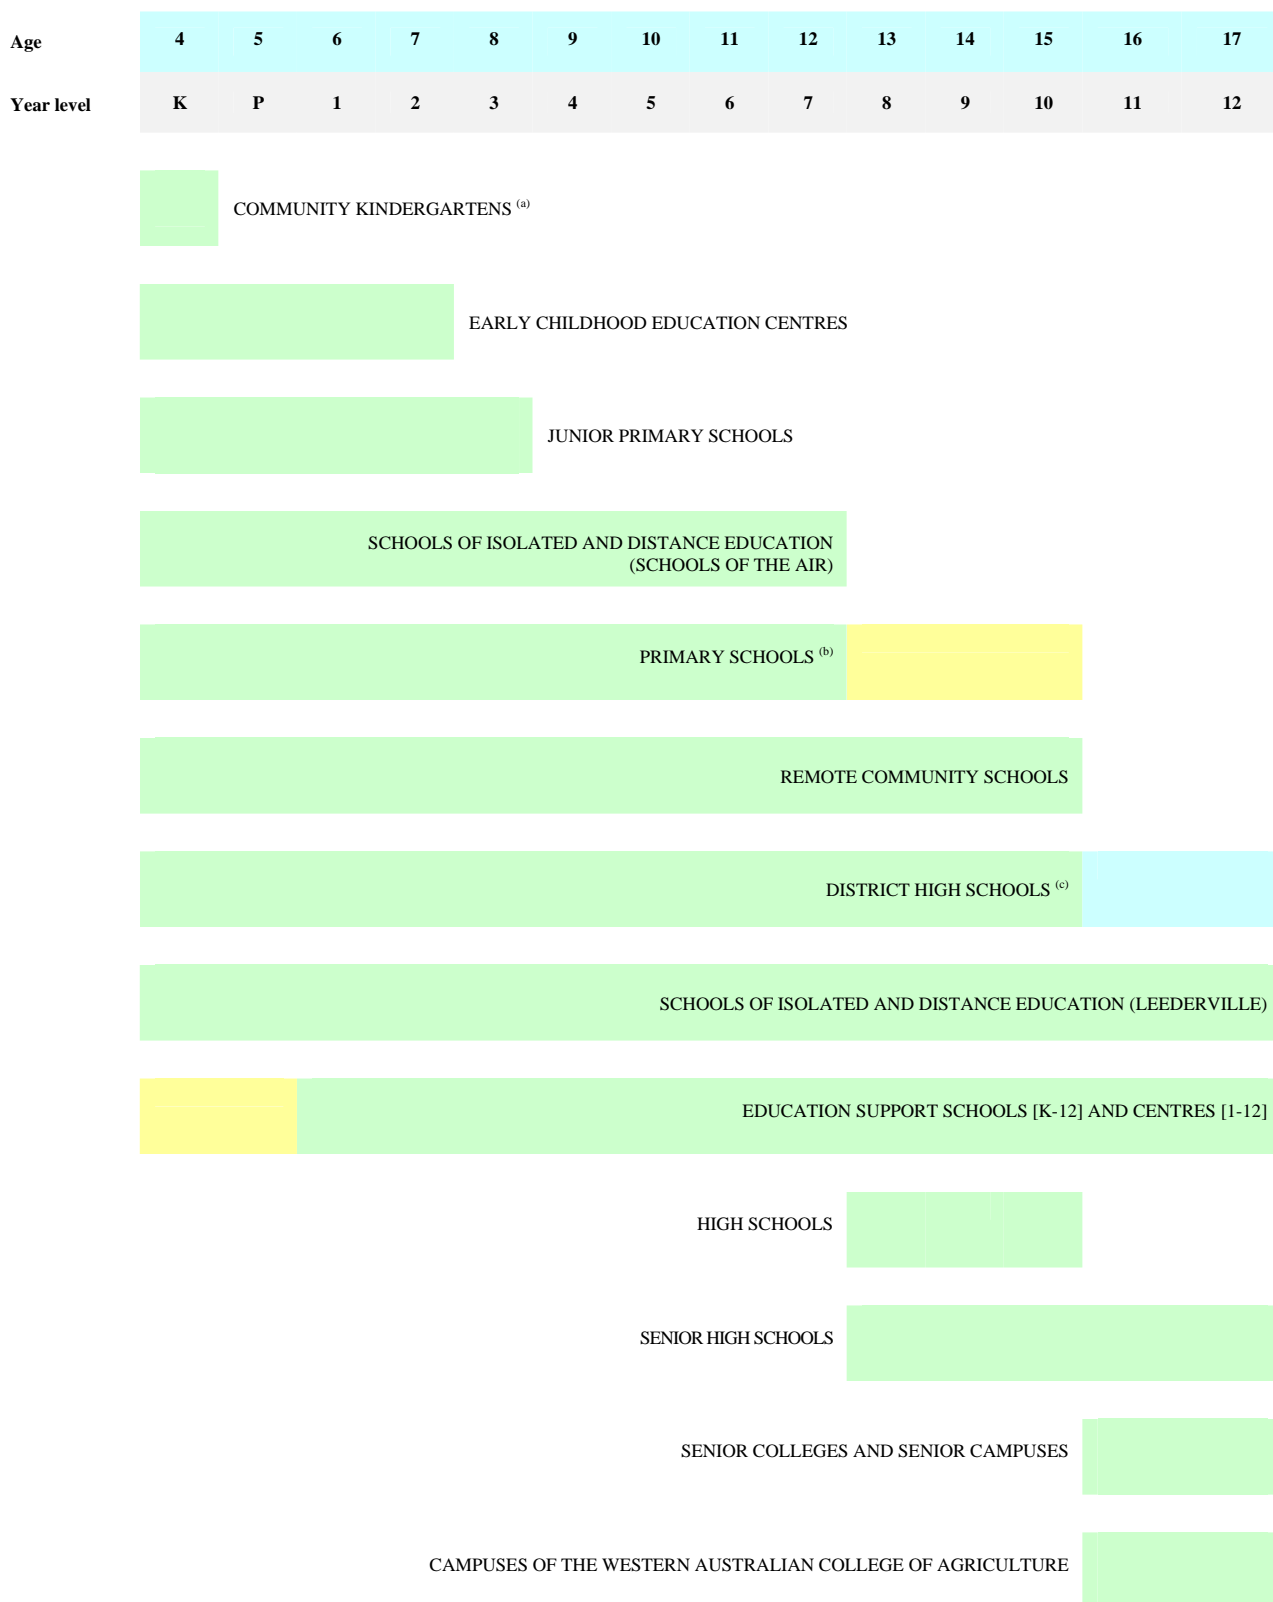 Age 4 5 6 7 8 9 10 11 12 13 14 15 16 17
Year level K P 1 2 3 4 5 6 7 8 9 10 11 12
COMMUNITY KINDERGARTENS (a)
EARLY CHILDHOOD EDUCATION CENTRES
JUNIOR PRIMARY SCHOOLS
SCHOOLS OF ISOLATED AND DISTANCE EDUCATION
(SCHOOLS OF THE AIR)
PRIMARY SCHOOLS (b)
REMOTE COMMUNITY SCHOOLS
DISTRICT HIGH SCHOOLS (c)
SCHOOLS OF ISOLATED AND DISTANCE EDUCATION (LEEDERVILLE)
EDUCATION SUPPORT SCHOOLS [K-12] AND CENTRES [1-12]
HIGH SCHOOLS
SENIOR HIGH SCHOOLS
SENIOR COLLEGES AND SENIOR CAMPUSES
CAMPUSES OF THE WESTERN AUSTRALIAN COLLEGE OF AGRICULTURE